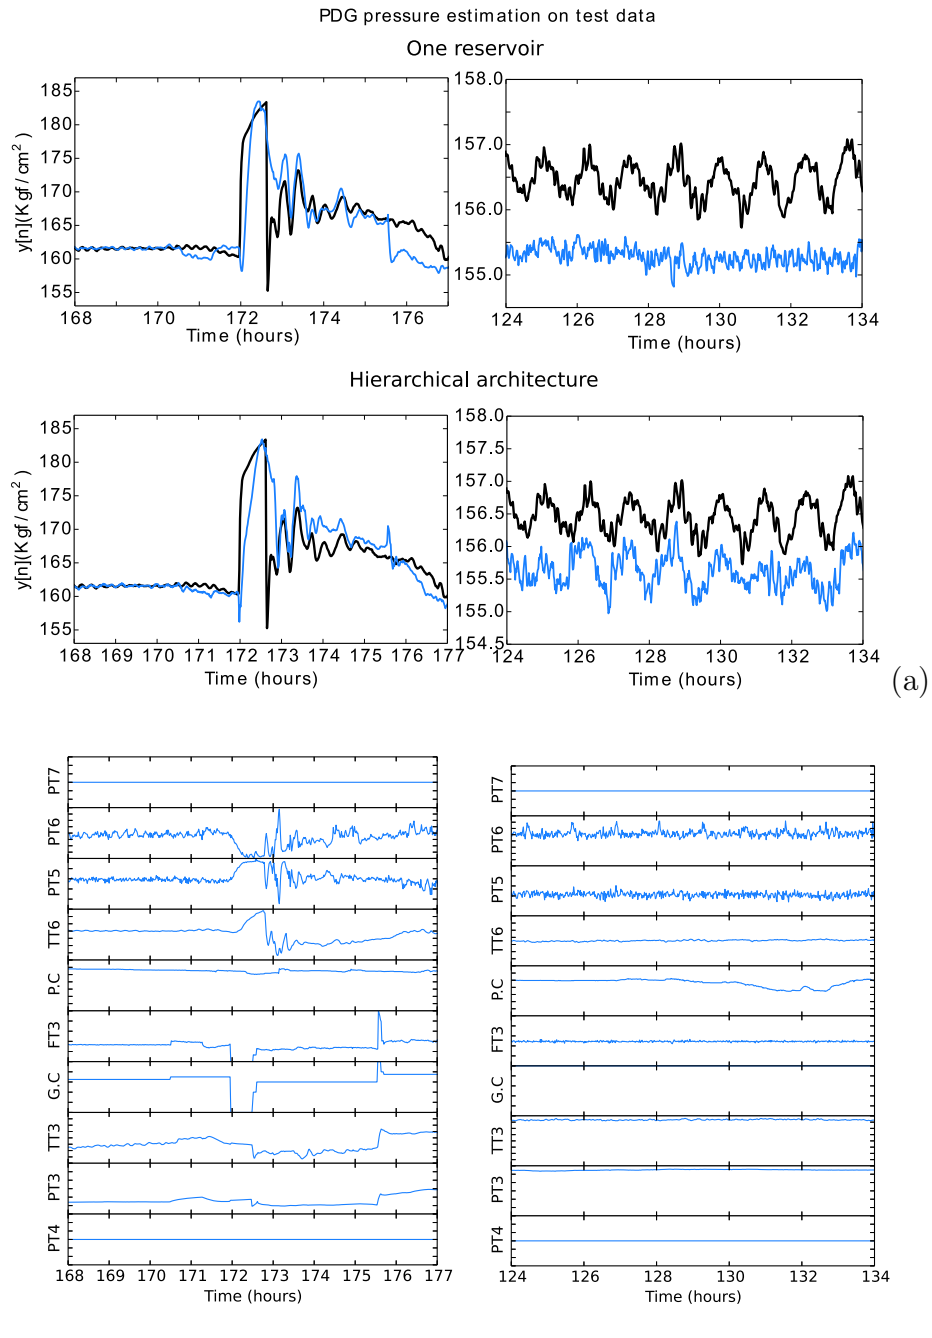 PDG pressure estimation on test data
One reservoir
y[n](Kgf/cm²)
185
180
175
170
165
160
155
168 170 172 174 176
Time (hours)
158.0
157.0
156.0
155.0
124 126 128 130 132 134
Time (hours)
Hierarchical architecture
y[n](Kgf/cm²)
185
180
175
170
165
160
155
168 169 170 171 172 173 174 175 176 177
Time (hours)
158.0
157.5
157.0
156.5
156.0
155.5
155.0
154.5
124 126 128 130 132 134
Time (hours)
(a)
PT7
PT6
PT5
TT6
P.C
FT3
G.C
TT3
PT3
PT4
168 169 170 171 172 173 174 175 176 177
Time (hours)
PT7
PT6
PT5
TT6
P.C
FT3
G.C
TT3
PT3
PT4
124 126 128 130 132 134
Time (hours)